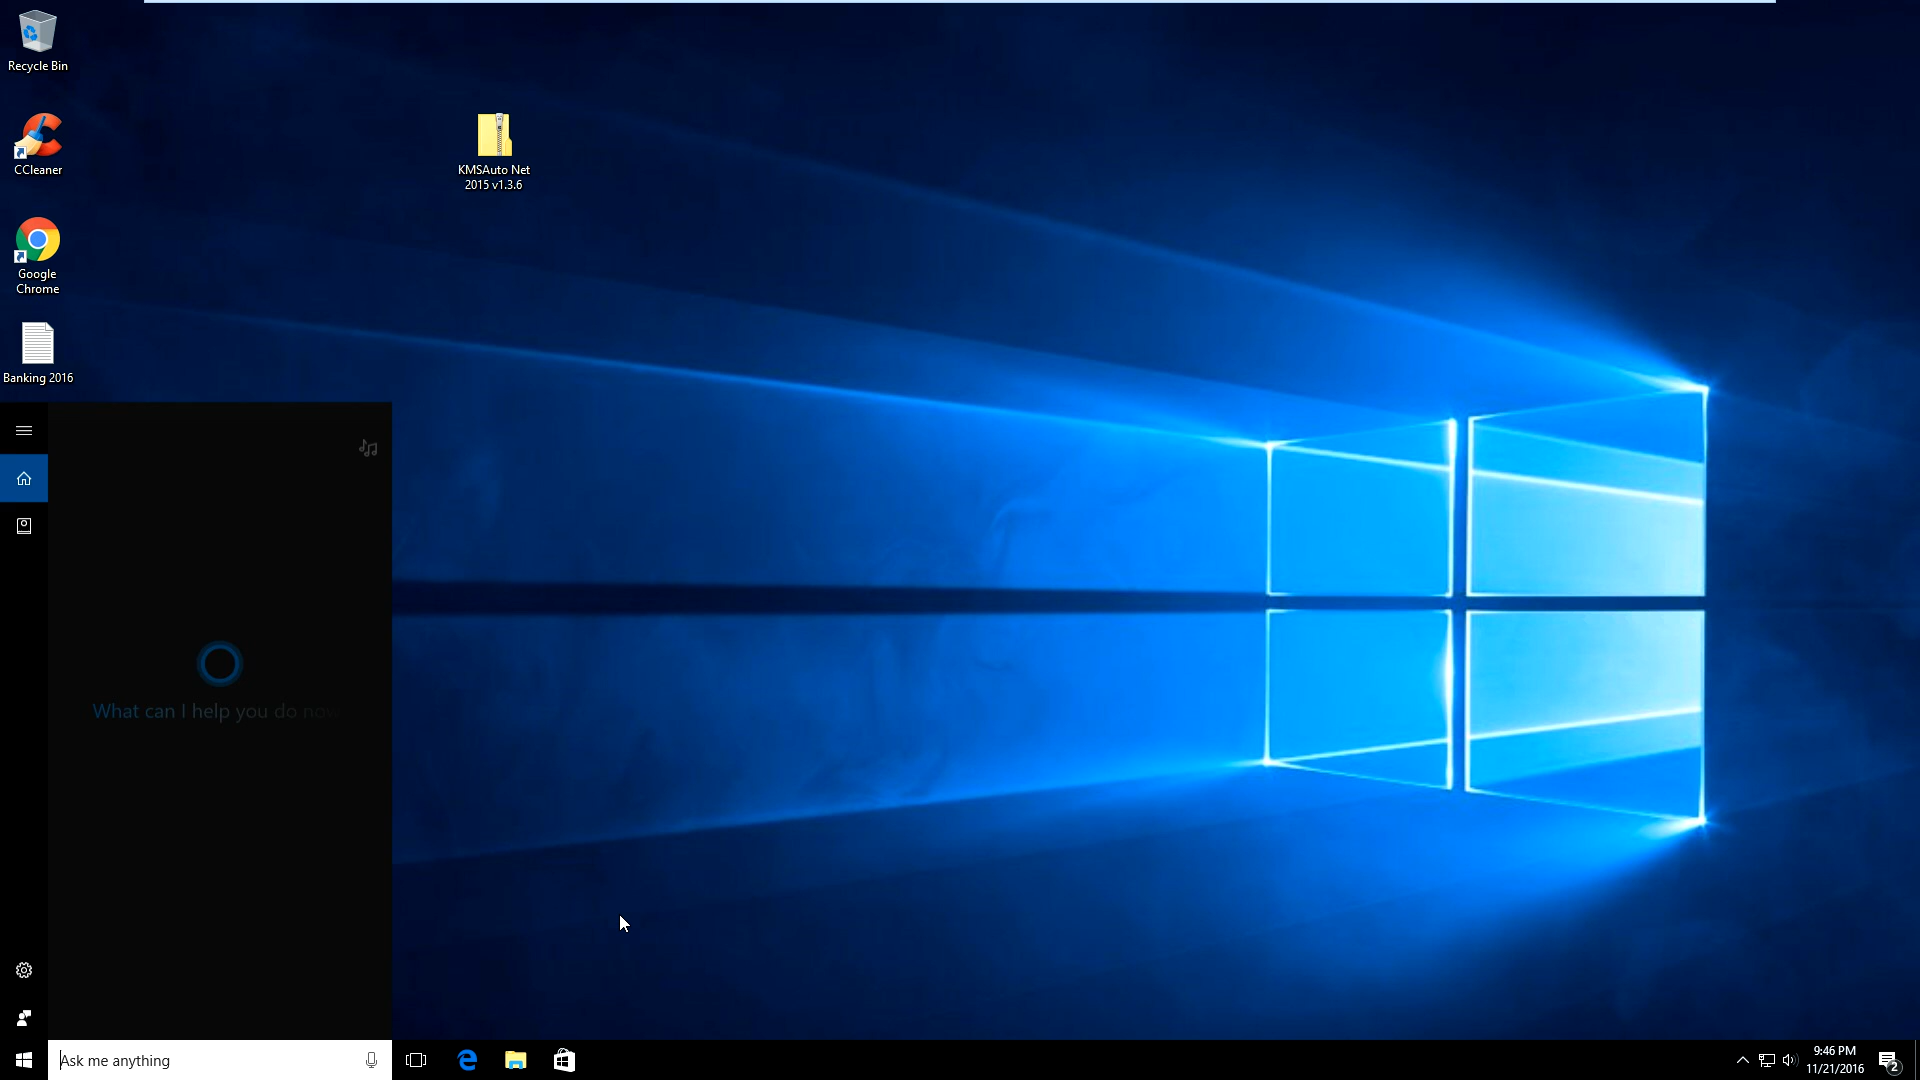 Recycle Bin
CCleaner
Google
Chrome
Banking 2016
KMSAuto Net
2015 v1.3.6
What can I help you do now
Ask me anything
9:46 PM
11/21/2016
2